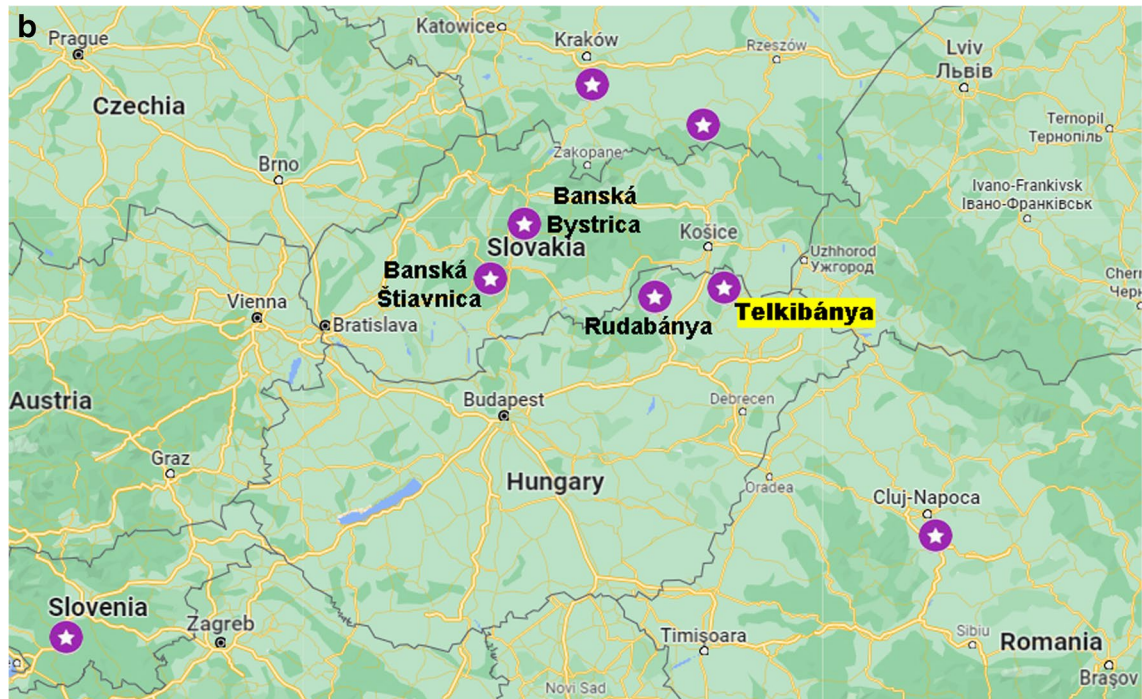 b
Prague
Katowice
Kraków
Rzeszów
Lviv
Львів
Czechia
Ternopil
Тернопіль
Brno
Zakopane
Ivano-Frankivsk
Івано-Франківськ
Banská
Bystrica
Slovakia
Košice
Uzhhorod
Ужгород
Banská
Štiavnica
Vienna
Bratislava
Rudabánya
Telkibánya
Austria
Budapest
Debrecen
Graz
Hungary
Oradea
Cluj-Napoca
Slovenia
Zagreb
Timișoara
Sibiu
Romania
Novi Sad
Brașov